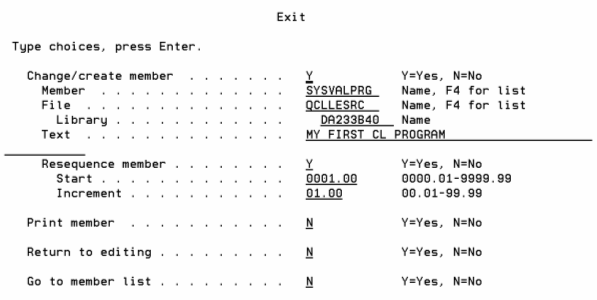 Exit
Type choices, press Enter.
Change/create member . . . . . . . Y Y=Yes, N=No
Member . . . . . . . . . . . . . SYSVALPRG Name, F4 for list
File . . . . . . . . . . . . . . QCLLESRC Name, F4 for list
Library . . . . . . . . . . . . DA233B40 Name
Text . . . . . . . . . . . . . . MY FIRST CL PROGRAM
Resequence member . . . . . . . . Y Y=Yes, N=No
Start . . . . . . . . . . . . . 0001.00 0000.01-9999.99
Increment . . . . . . . . . . . 01.00 00.01-99.99
Print member . . . . . . . . . . . N Y=Yes, N=No
Return to editing . . . . . . . . . N Y=Yes, N=No
Go to member list . . . . . . . . . N Y=Yes, N=No